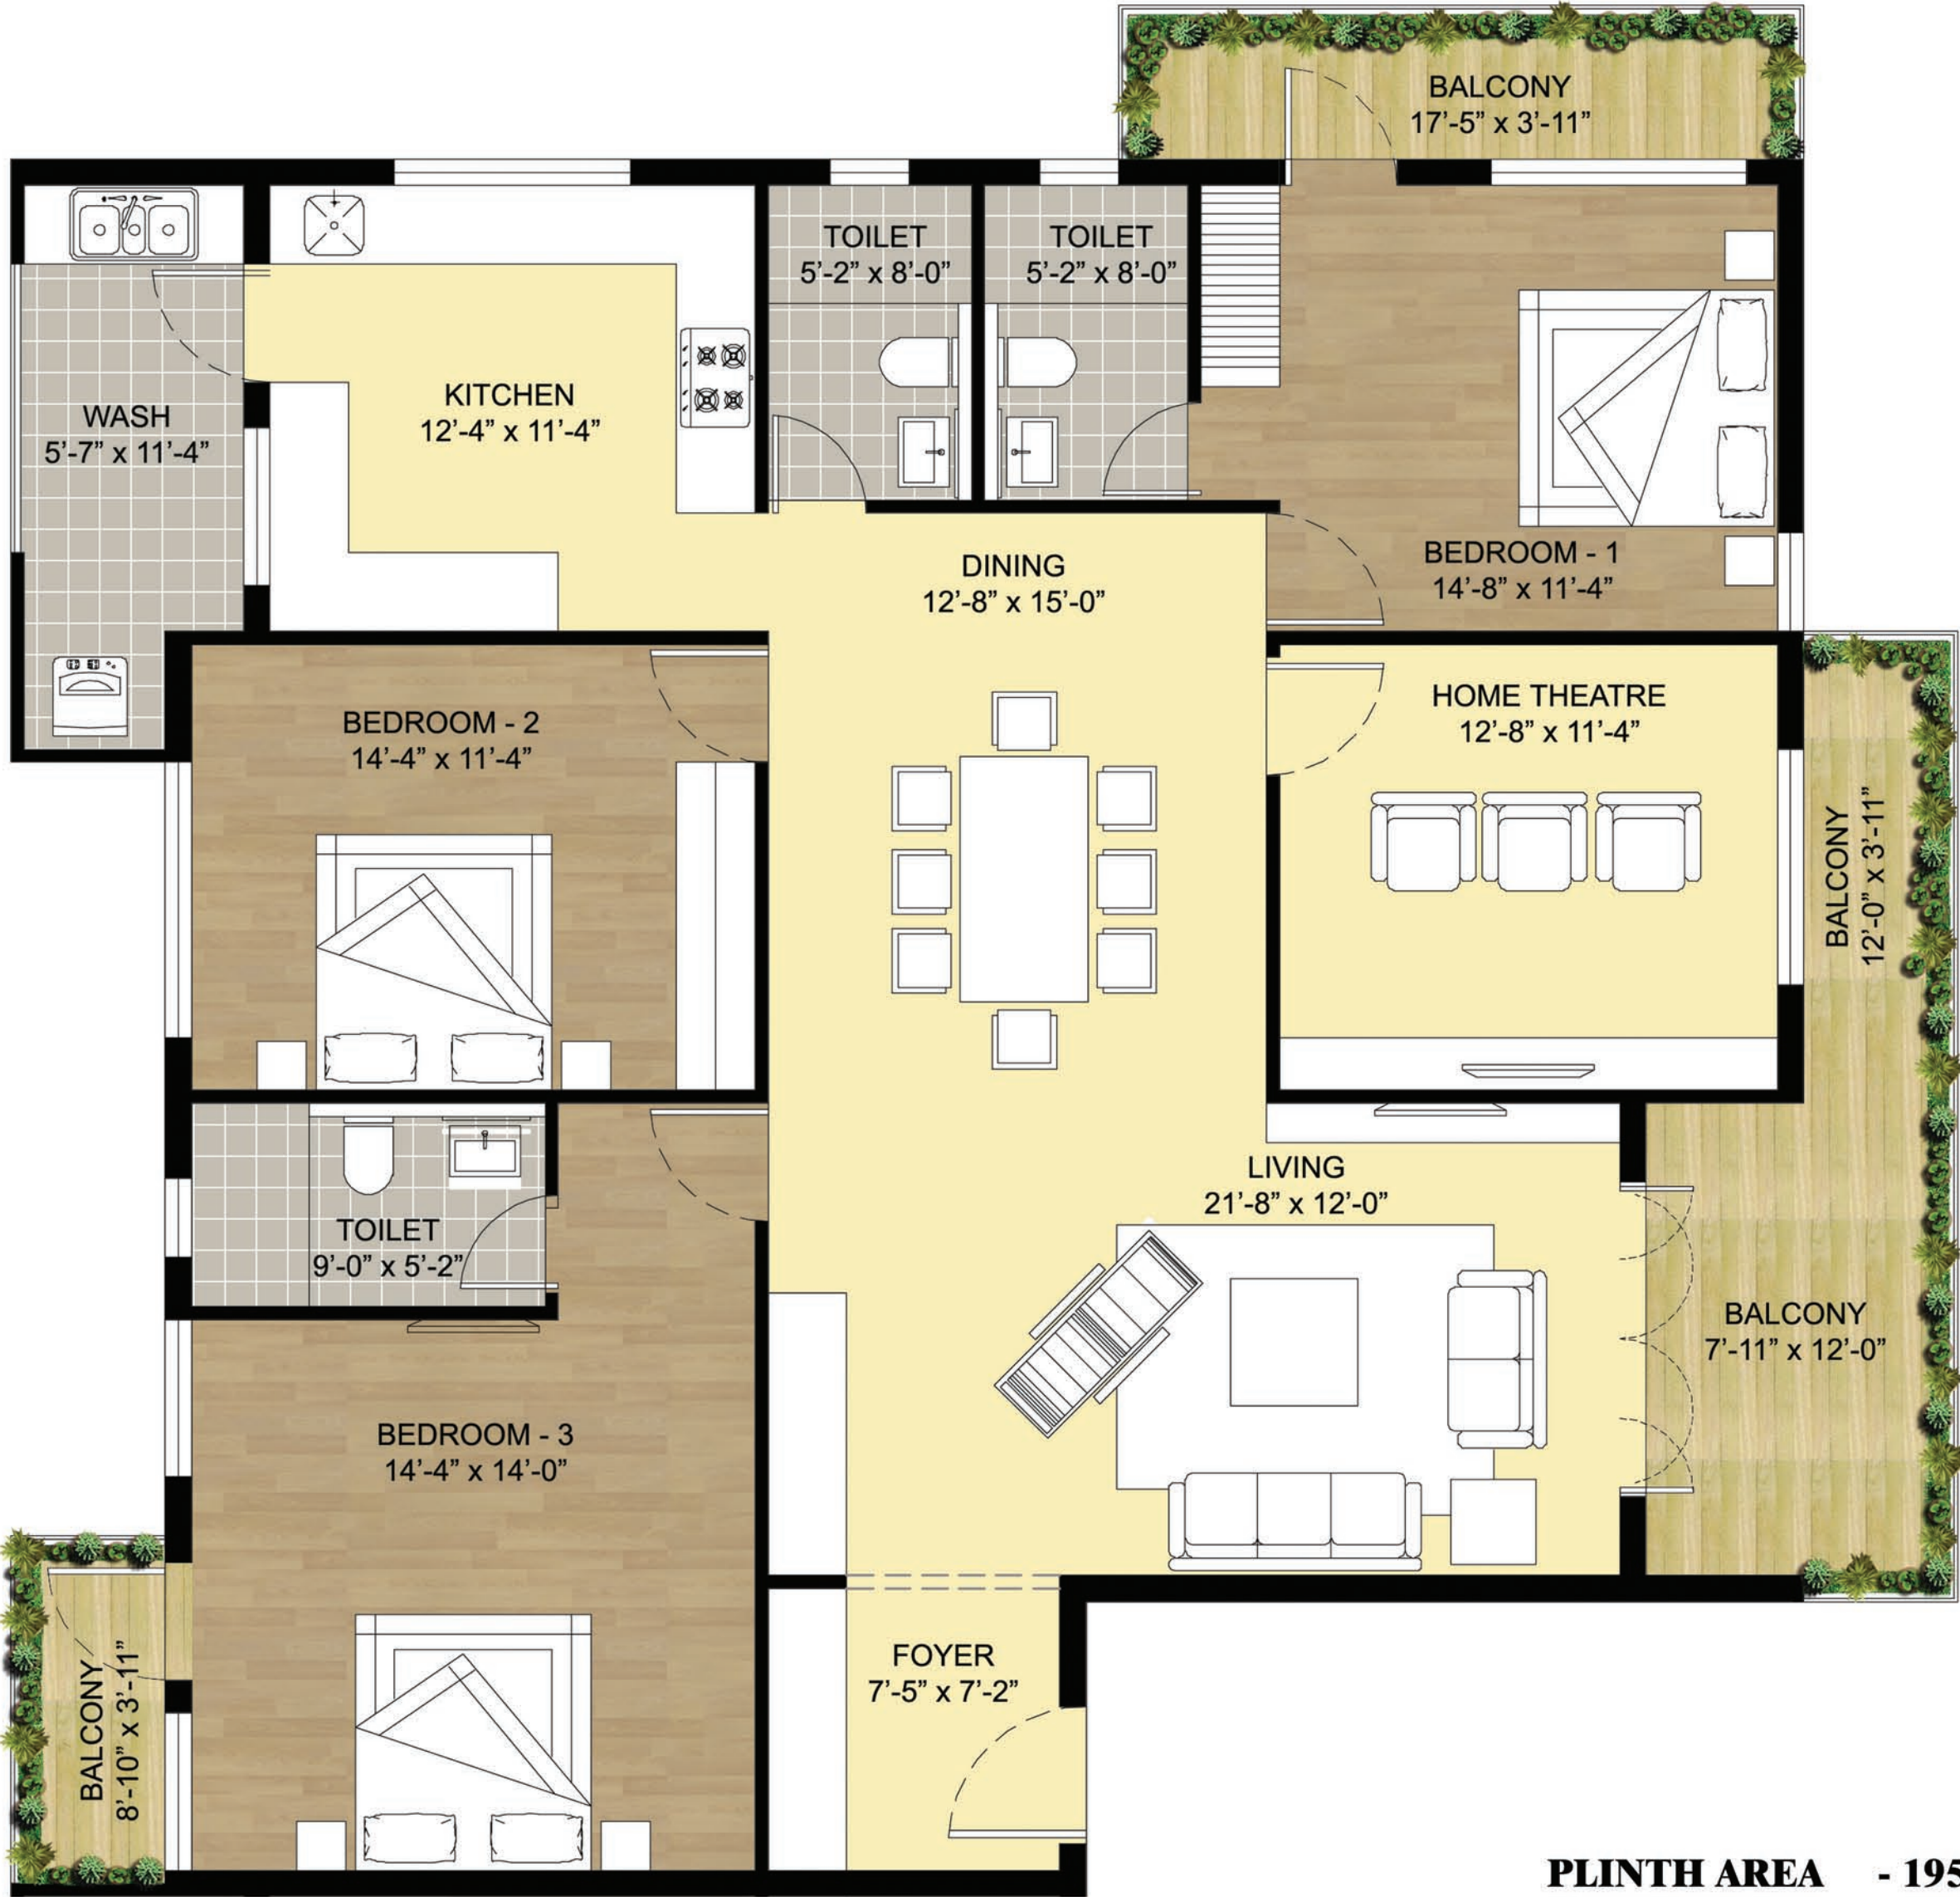 BALCONY
17’-5” x 3’-11”
TOILET
5’-2” x 8’-0”
TOILET
5’-2” x 8’-0”
KITCHEN
12’-4” x 11’-4”
WASH
5’-7” x 11’-4”
DINING
12’-8” x 15’-0”
BEDROOM - 1
14’-8” x 11’-4”
BEDROOM - 2
14’-4” x 11’-4”
HOME THEATRE
12’-8” x 11’-4”
BALCONY
12’-0” x 3’-11”
LIVING
21’-8” x 12’-0”
TOILET
9’-0” x 5’-2”
BALCONY
7’-11” x 12’-0”
BEDROOM - 3
14’-4” x 14’-0”
FOYER
7’-5” x 7’-2”
BALCONY
8’-10” x 3’-11”
PLINTH AREA - 195